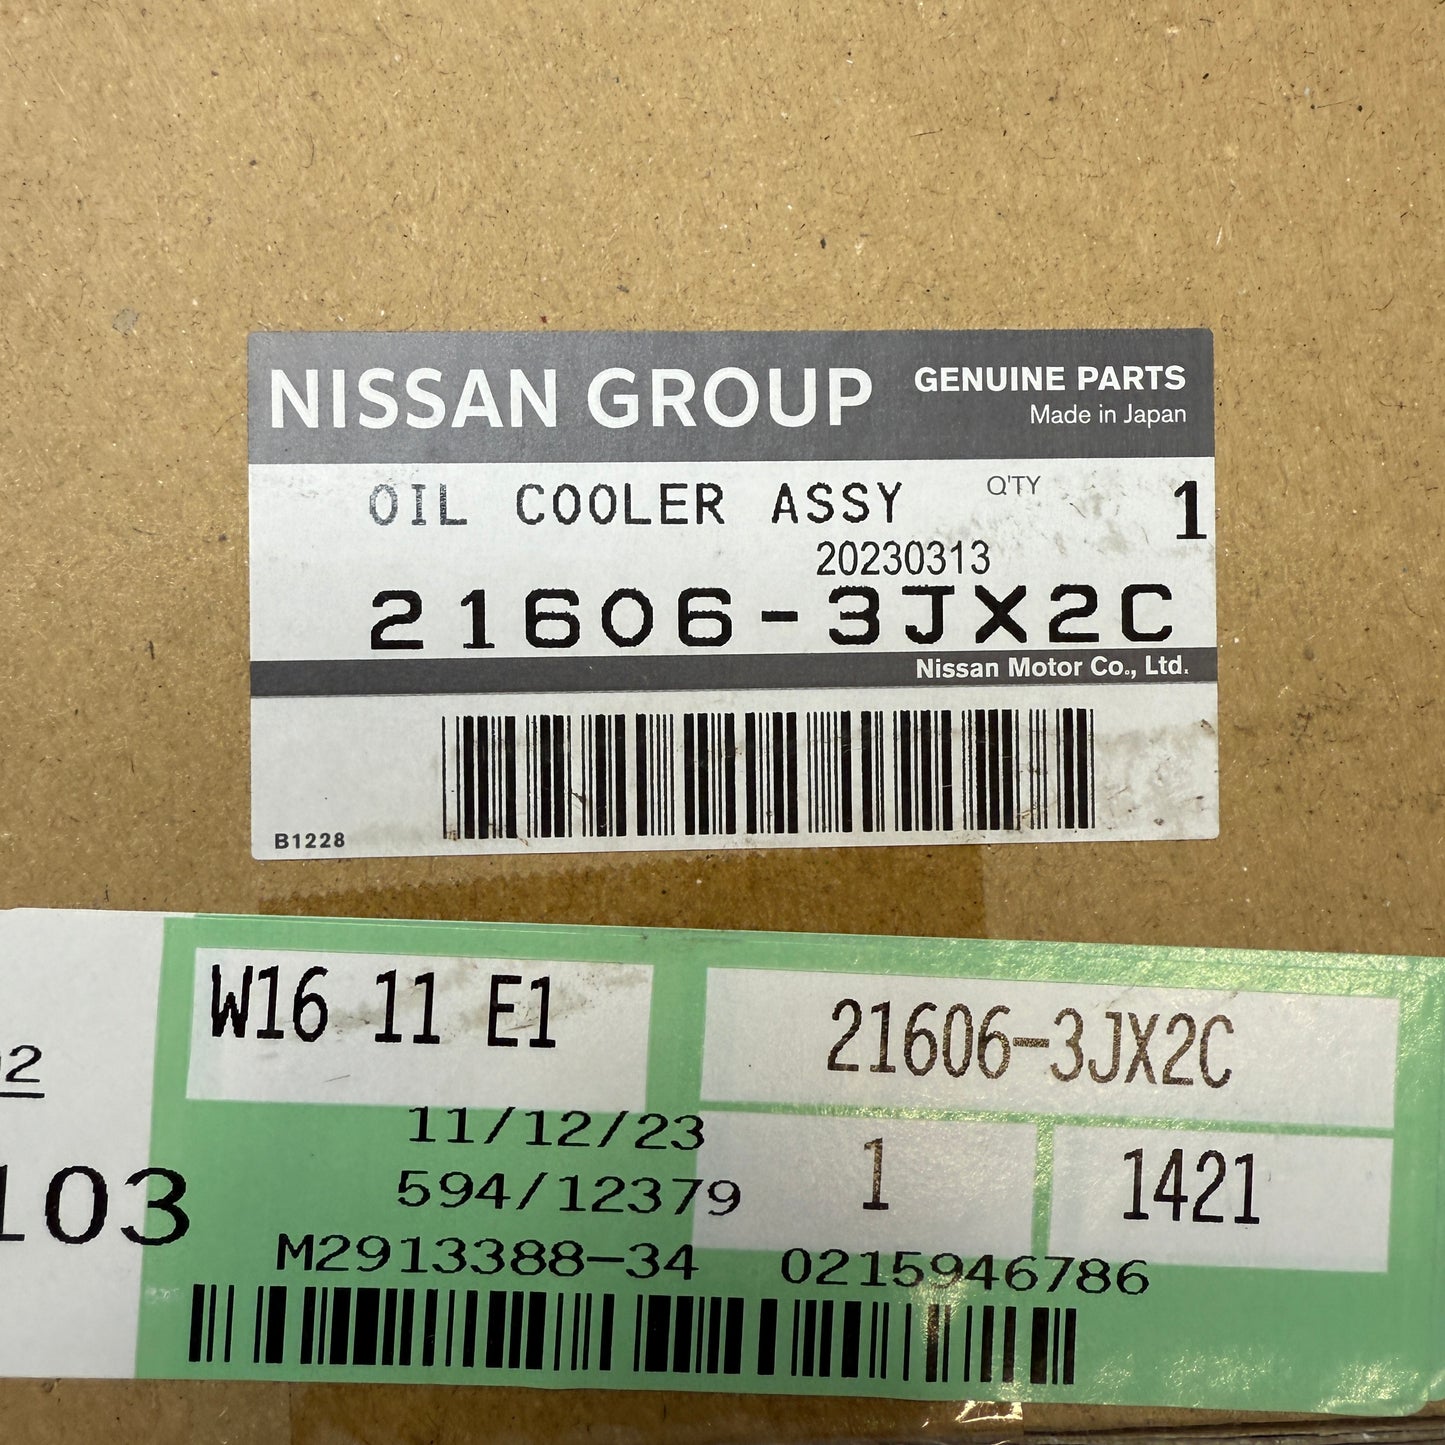 NISSAN GROUP GENUINE PARTS
Made in Japan
OIL COOLER ASSY Q'TY 1
20230313
21606-3JX2C
Nissan Motor Co., Ltd.
B1228
W16 11 E1 21606-3JX2C
2
11/12/23
103 594/12379 1 1421
M2913388-34 0215946786